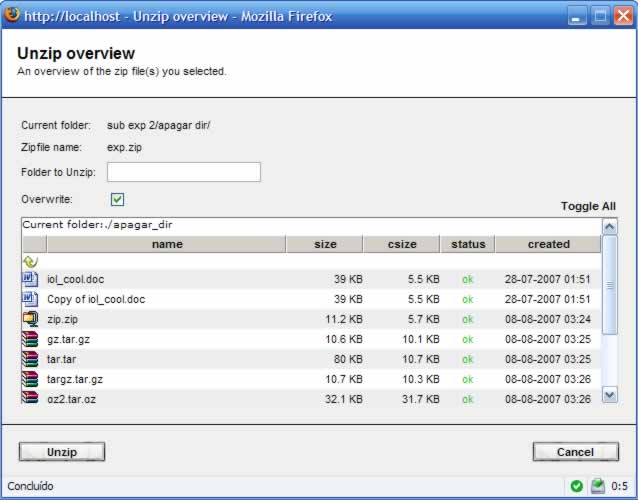 http://localhost - Unzip overview - Mozilla Firefox
Unzip overview
An overview of the zip file(s) you selected.
Current folder: sub exp 2/apagar dir/
Zipfile name: exp.zip
Folder to Unzip:
Overwrite:
Toggle All
Current folder:./apagar_dir
name size csize status created
iol_cool.doc 39 KB 5.5 KB ok 28-07-2007 01:51
Copy of iol_cool.doc 39 KB 5.5 KB ok 28-07-2007 01:51
zip.zip 11.2 KB 5.7 KB ok 08-08-2007 03:24
gz.tar.gz 10.6 KB 10.1 KB ok 08-08-2007 03:25
tar.tar 80 KB 10.7 KB ok 08-08-2007 03:25
targz.tar.gz 10.7 KB 10.3 KB ok 08-08-2007 03:26
oz2.tar.oz 32.1 KB 31.7 KB ok 08-08-2007 03:26
Unzip Cancel
Concluído 0:5